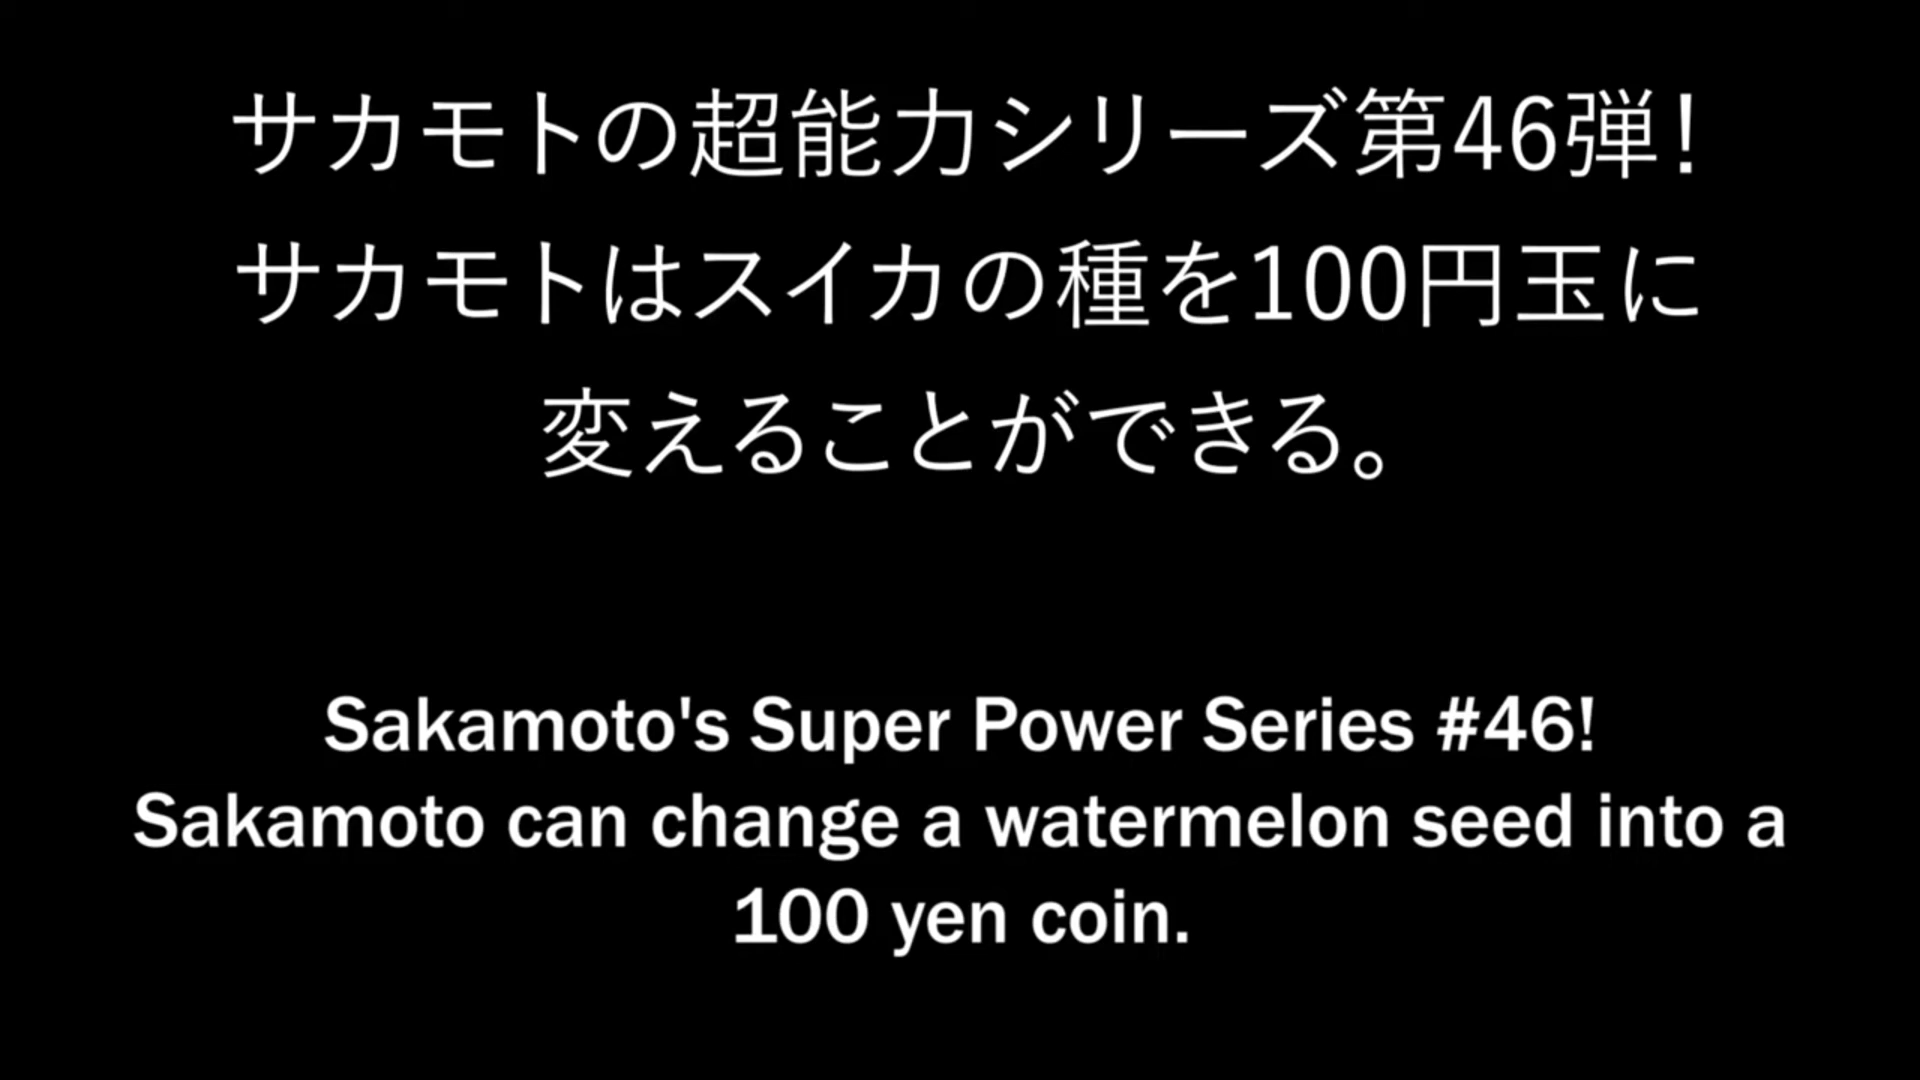 サカモトの超能力シリーズ第46弾!
サカモトはスイカの種を100円玉に
変えることができる。
Sakamoto's Super Power Series #46!
Sakamoto can change a watermelon seed into a
100 yen coin.